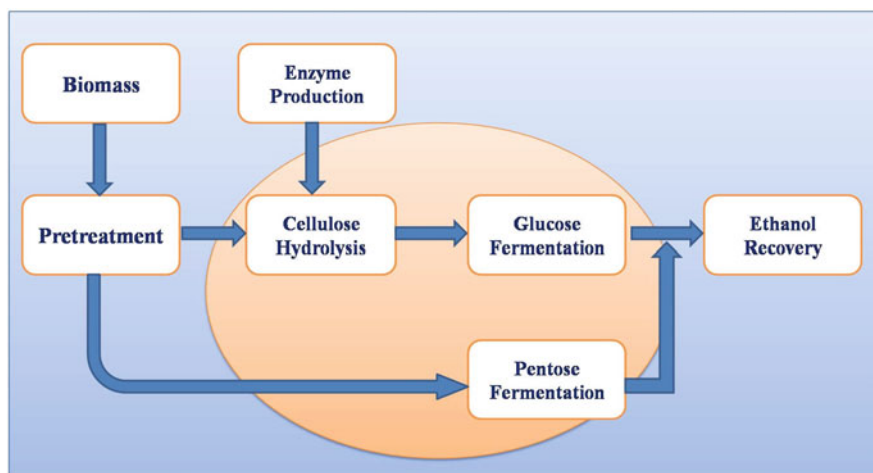 Biomass
Enzyme
Production
Pretreatment
Cellulose
Hydrolysis
Glucose
Fermentation
Ethanol
Recovery
Pentose
Fermentation